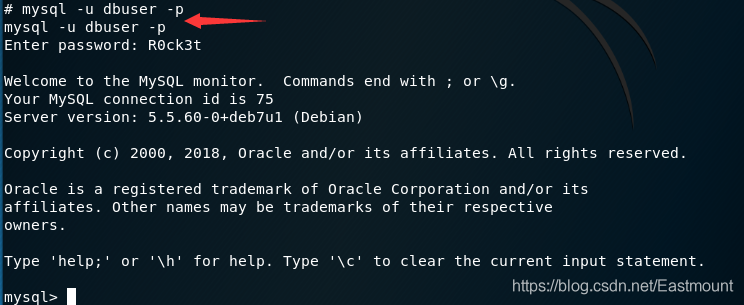 # mysql -u dbuser -p
mysql -u dbuser -p
Enter password: R0ck3t
Welcome to the MySQL monitor.  Commands end with ; or \g.
Your MySQL connection id is 75
Server version: 5.5.60-0+deb7u1 (Debian)
Copyright (c) 2000, 2018, Oracle and/or its affiliates. All rights reserved.
Oracle is a registered trademark of Oracle Corporation and/or its
affiliates. Other names may be trademarks of their respective
owners.
Type 'help;' or '\h' for help. Type '\c' to clear the current input statement.
mysql>
https://blog.csdn.net/Eastmount